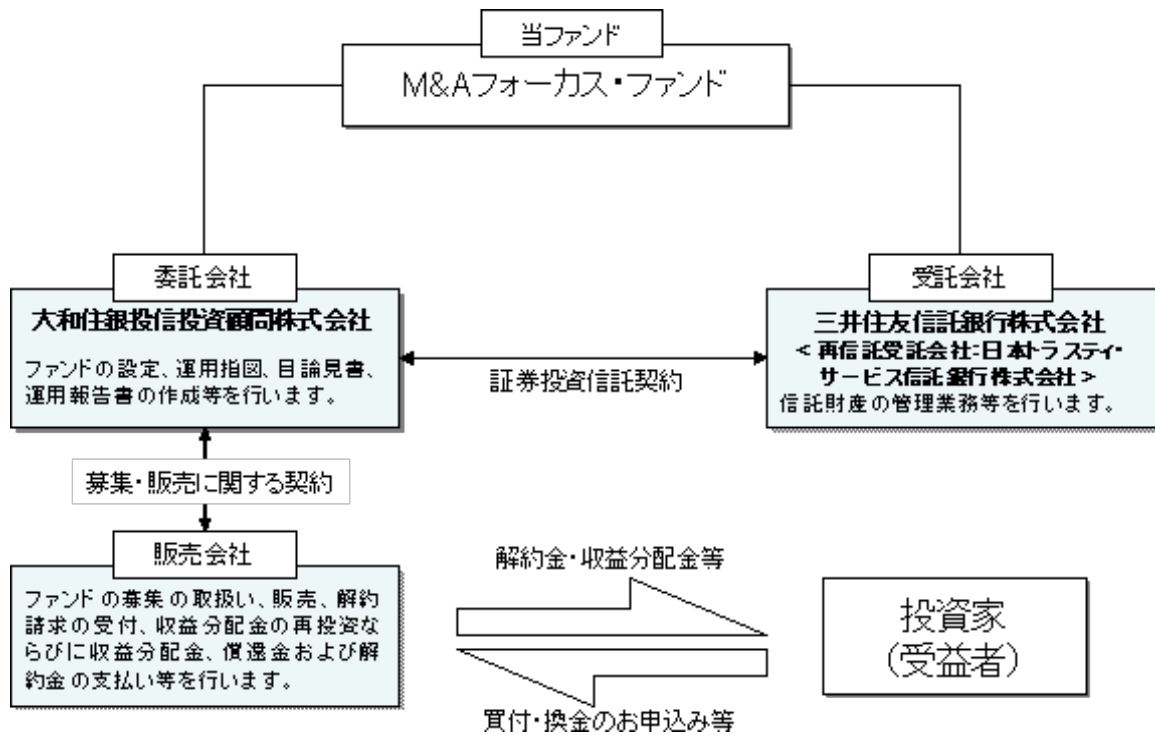 当ファンド
M&Aフォーカス・ファンド
委託会社
大和住銀投信投資顧問株式会社
ファンドの設定、運用指図、目論見書、
運用報告書の作成等を行います。
証券投資信託契約
受託会社
三井住友信託銀行株式会社
<再信託受託会社:日本トラスティ・
サービス信託銀行株式会社>
信託財産の管理業務等を行います。
募集・販売に関する契約
販売会社
ファンドの募集の取扱い、販売、解約
請求の受付、収益分配金の再投資な
らびに収益分配金、償還金および解
約金の支払い等を行います。
解約金・収益分配金等
買付・換金のお申込み等
投資家
(受益者)